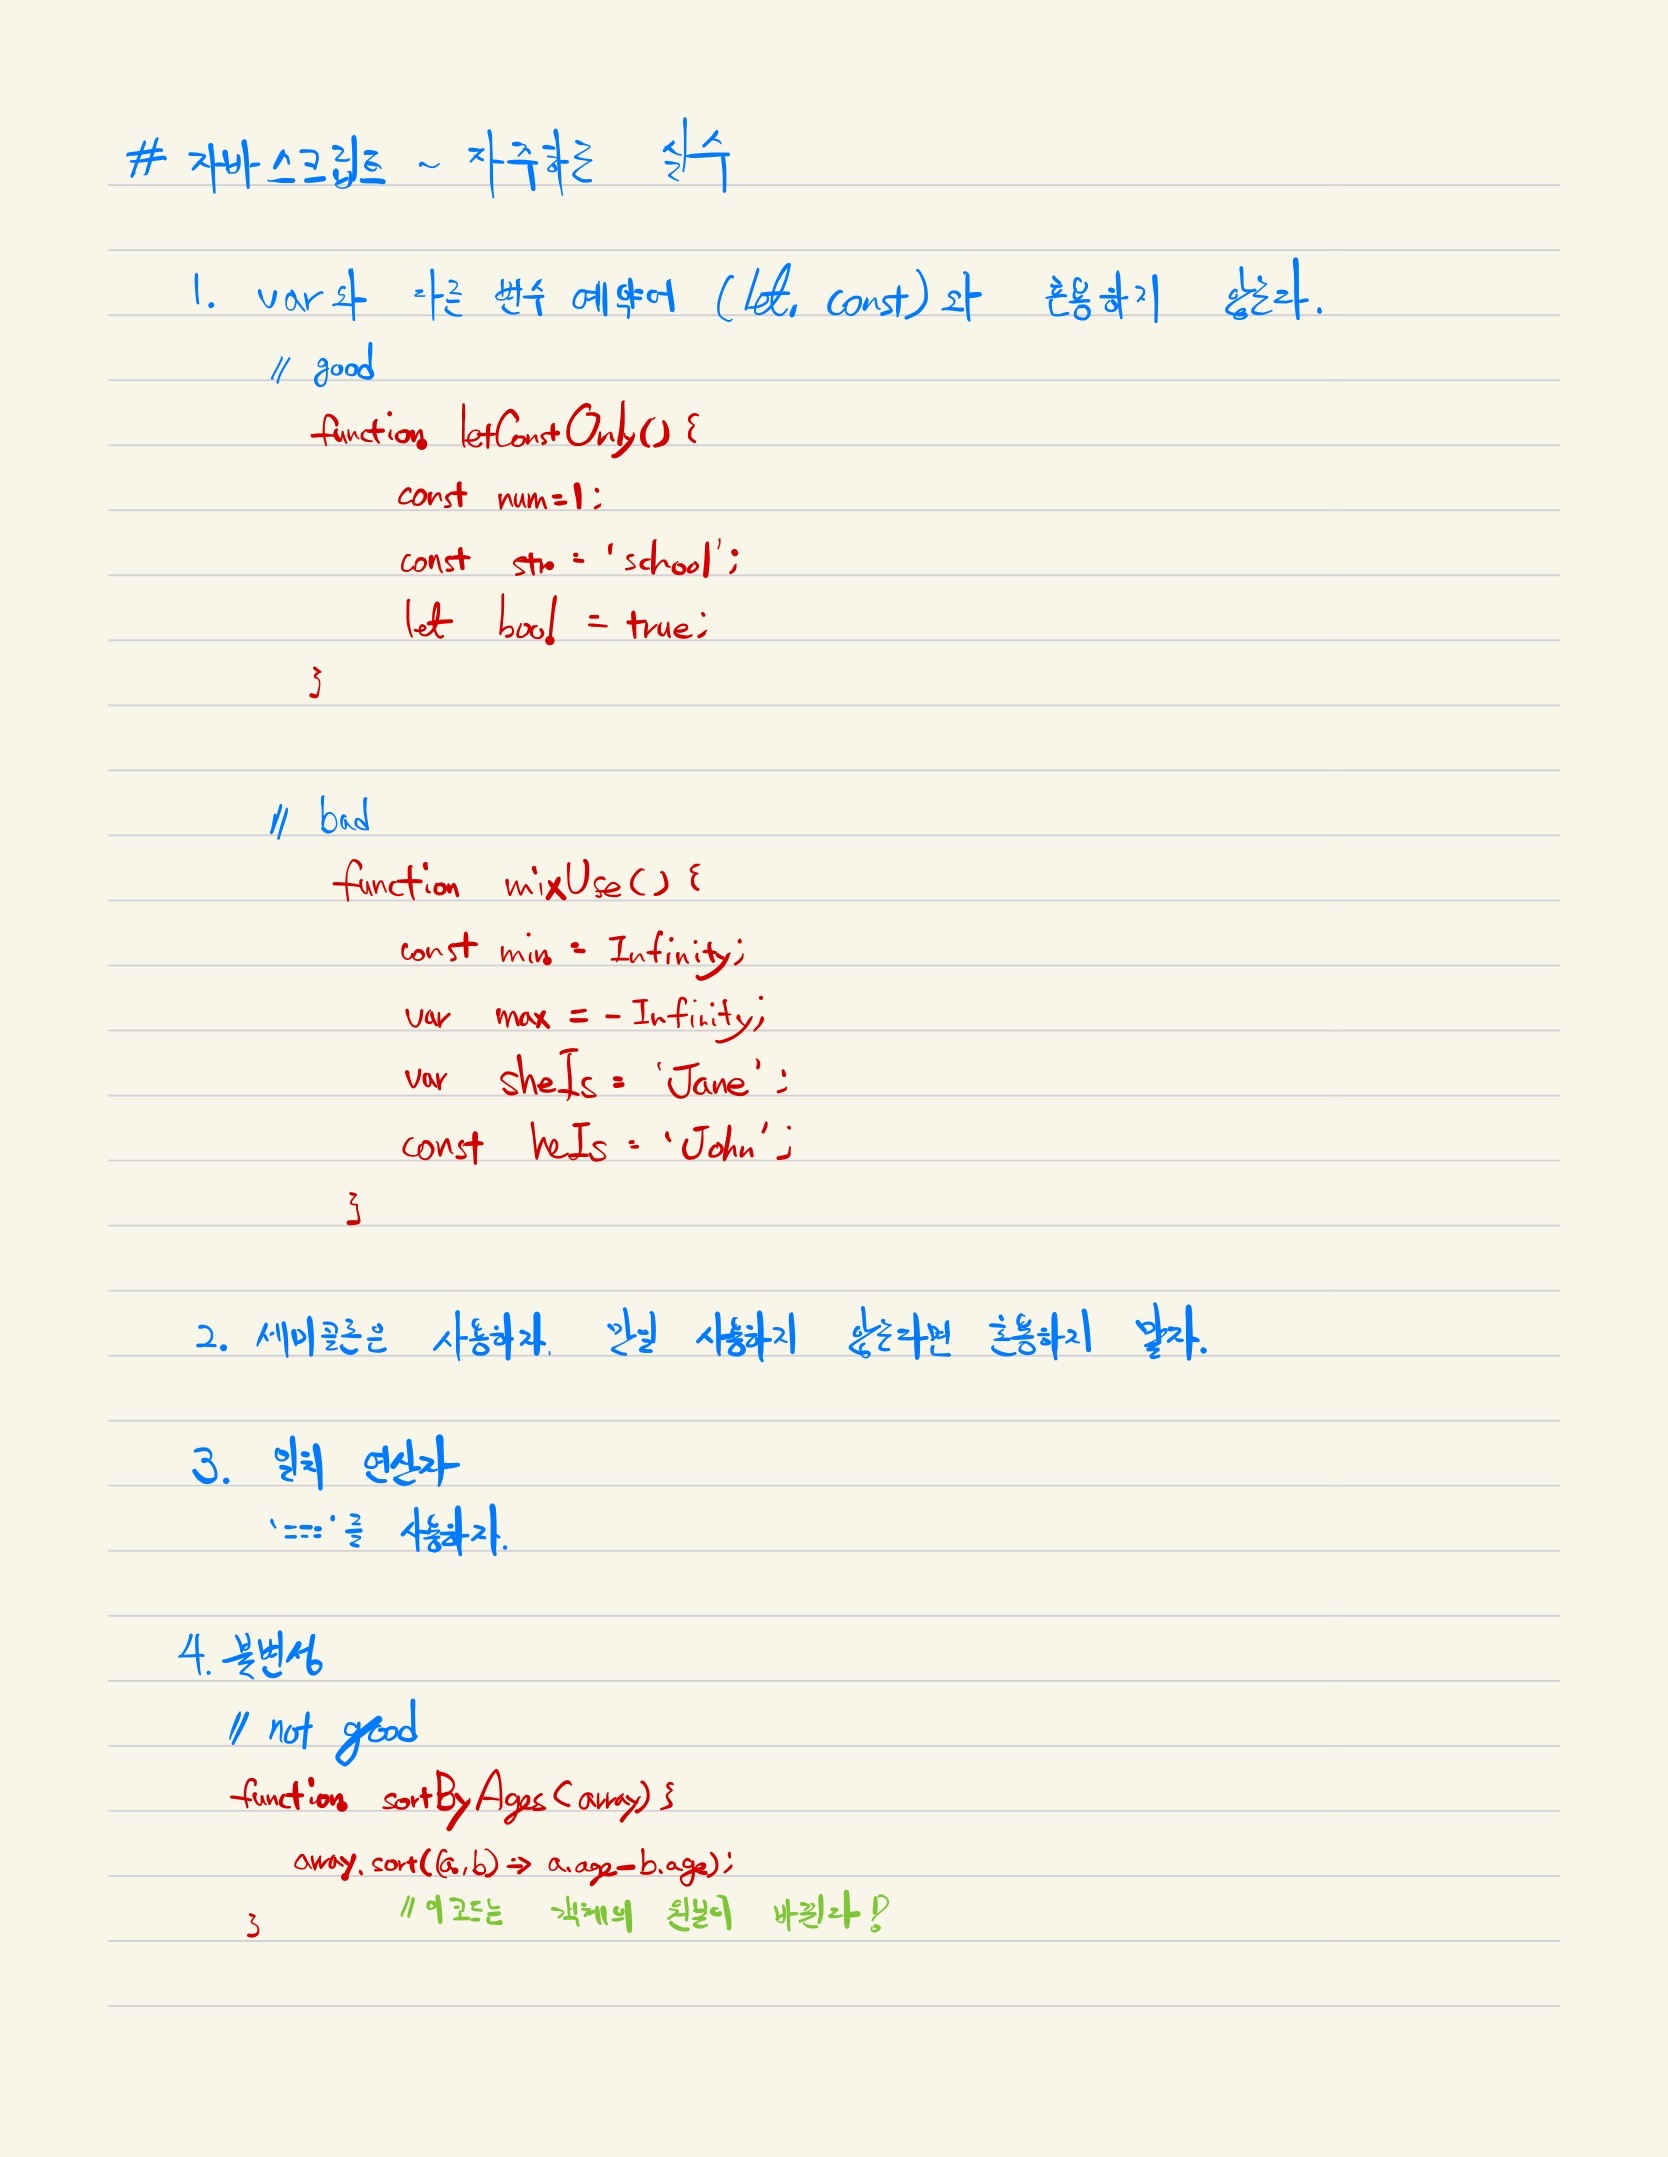 # 자바스크립트 ~ 자주하는 실수
1. var와 다른 변수 예약어 (let, const)와 혼용하기 않는다.
// good
function letConstOnly() {
const num=1;
const str = 'school';
let bool = true;
}
// bad
function mixUse() {
const min = Infinity;
var max = -Infinity;
var sheIs = 'Jane';
const heIs = 'John';
}
2. 세미콜론은 사용하자. 만일 사용하지 않는다면 혼용하지 말자.
3. 일치 연산자
'==='를 사용하자.
4. 불변성
// not good
function sortByAges(array) {
array.sort((a,b) => a.age-b.age);
// 이 코드는 객체의 원본이 바뀐다!
}